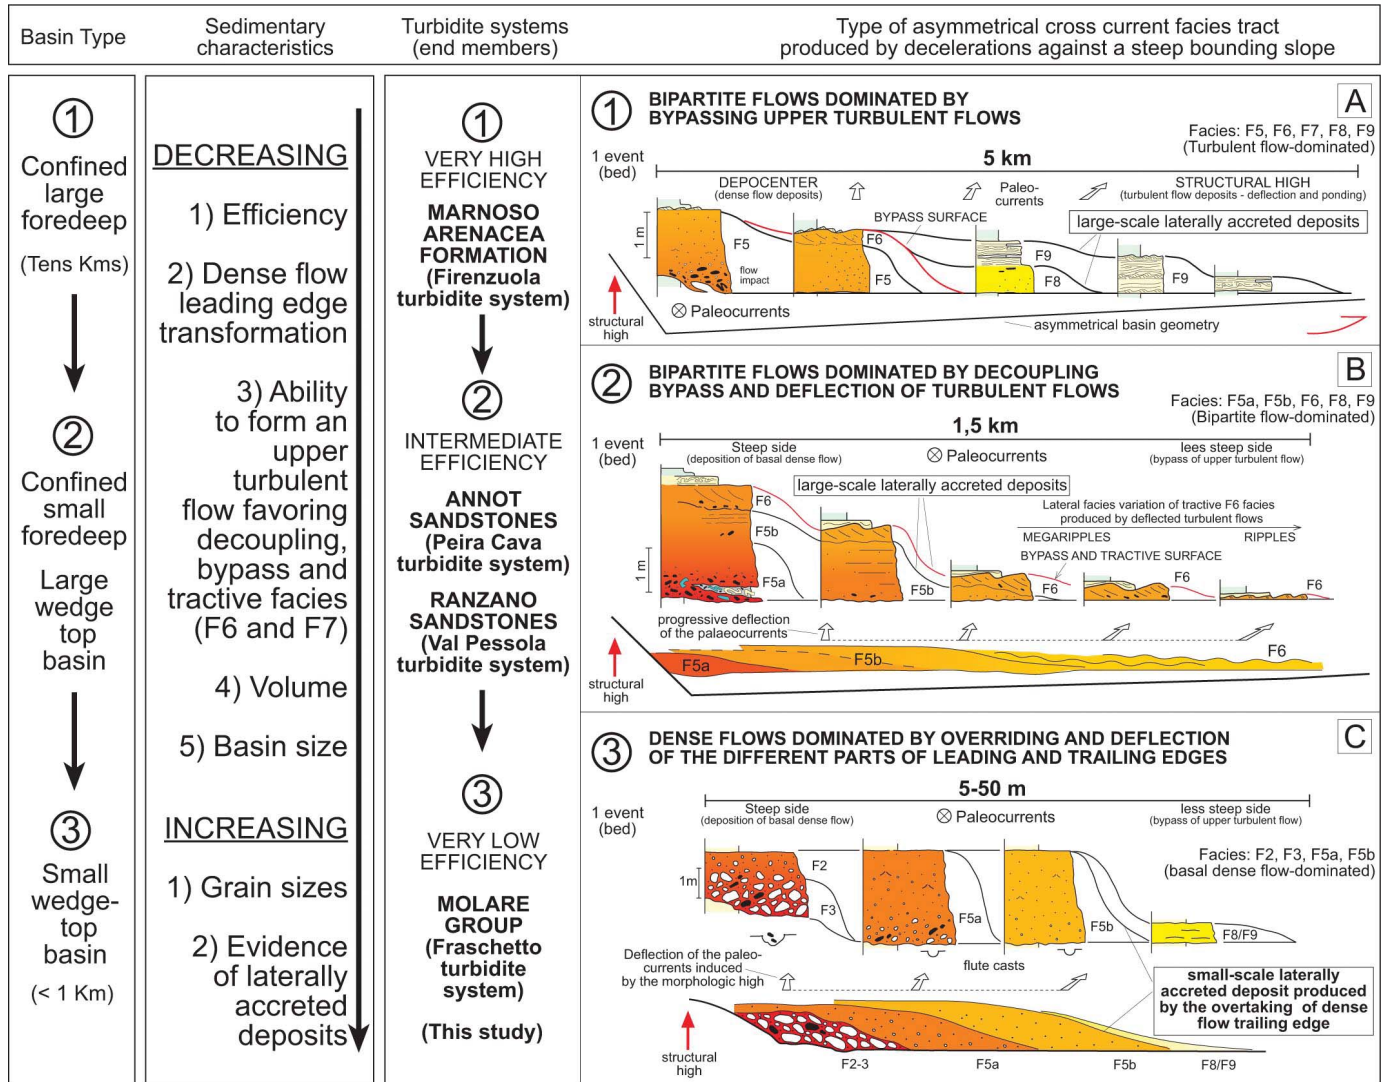 Basin Type
Sedimentary
characteristics
Turbidite systems
(end members)
Type of asymmetrical cross current facies tract
produced by decelerations against a steep bounding slope
1
Confined
large
foredeep
(Tens Kms)
2
Confined
small
foredeep
Large
wedge
top
basin
3
Small
wedge-
top
basin
(< 1 Km)
DECREASING
1) Efficiency
2) Dense flow
leading edge
transformation
3) Ability
to form an
upper
turbulent
flow favoring
decoupling,
bypass and
tractive facies
(F6 and F7)
4) Volume
5) Basin size
INCREASING
1) Grain sizes
2) Evidence
of laterally
accreted
deposits
1
VERY HIGH
EFFICIENCY
MARNOSO
ARENACEA
FORMATION
(Firenzuola
turbidite system)
2
INTERMEDIATE
EFFICIENCY
ANNOT
SANDSTONES
(Peira Cava
turbidite system)
RANZANO
SANDSTONES
(Val Pessola
turbidite system)
3
VERY LOW
EFFICIENCY
MOLARE
GROUP
(Fraschetto
turbidite
system)
(This study)
1
BIPARTITE FLOWS DOMINATED BY
BYPASSING UPPER TURBULENT FLOWS
A
Facies: F5, F6, F7, F8, F9
(Turbulent flow-dominated)
1 event
(bed)
5 km
DEPOCENTER
(dense flow deposits)
Paleo-
currents
STRUCTURAL HIGH
(turbulent flow deposits - deflection and ponding)
BYPASS SURFACE
large-scale laterally accreted deposits
1 m
F5
flow
impact
F6
F5
F9
F8
F9
structural
high
Paleocurrents
asymmetrical basin geometry
2
BIPARTITE FLOWS DOMINATED BY DECOUPLING
BYPASS AND DEFLECTION OF TURBULENT FLOWS
B
Facies: F5a, F5b, F6, F8, F9
(Bipartite flow-dominated)
1 event
(bed)
1,5 km
Steep side
(deposition of basal dense flow)
Paleocurrents
lees steep side
(bypass of upper turbulent flow)
large-scale laterally accreted deposits
Lateral facies variation of tractive F6 facies
produced by deflected turbulent flows
MEGARIPPLES
RIPPLES
BYPASS AND TRACTIVE SURFACE
1 m
F6
F5b
F5a
F5b
F6
F6
F6
progressive deflection
of the palaeocurrents
F5a
F5b
F6
structural
high
3
DENSE FLOWS DOMINATED BY OVERRIDING AND DEFLECTION
OF THE DIFFERENT PARTS OF LEADING AND TRAILING EDGES
C
5-50 m
1 event
(bed)
Steep side
(deposition of basal dense flow)
Paleocurrents
less steep side
(bypass of upper turbulent flow)
Facies: F2, F3, F5a, F5b
(basal dense flow-dominated)
1m
F2
F3
F5a
F5b
F8/F9
Deflection of the paleo-
currents induced
by the morphologic high
flute casts
small-scale laterally
accreted deposit produced
by the overtaking of dense
flow trailing edge
structural
high
F2-3
F5a
F5b
F8/F9